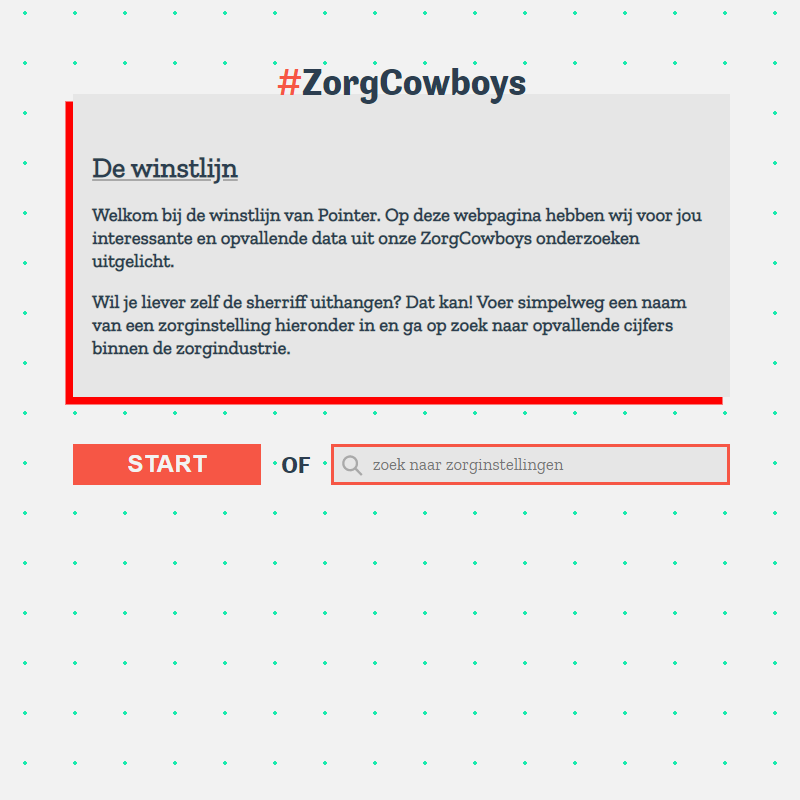 #ZorgCowboys
De winstlijn
Welkom bij de winstlijn van Pointer. Op deze webpagina hebben wij voor jou
interessante en opvallende data uit onze ZorgCowboys onderzoeken
uitgelicht.
Wil je liever zelf de sherriff uithangen? Dat kan! Voer simpelweg een naam
van een zorginstelling hieronder in en ga op zoek naar opvallende cijfers
binnen de zorgindustrie.
START OF zoek naar zorginstellingen